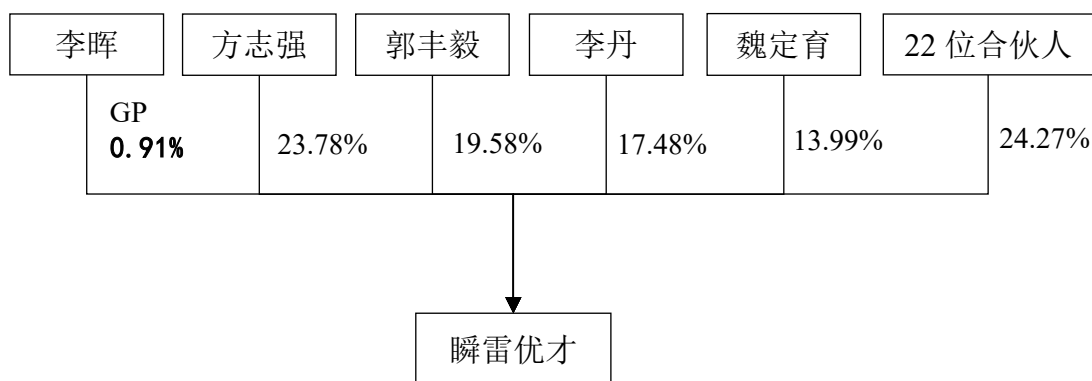 李晖
方志强
郭丰毅
李丹
魏定育
22 位合伙人
GP
0.91%
23.78%
19.58%
17.48%
13.99%
24.27%
瞬雷优才